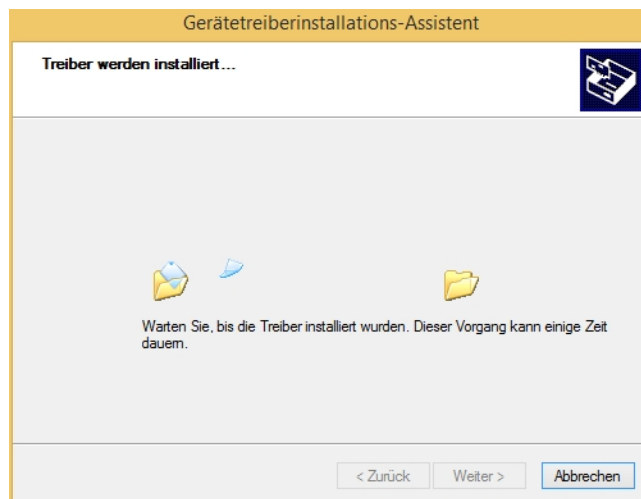 Gerätetreiberinstallations-Assistent
Treiber werden installiert...
Warten Sie, bis die Treiber installiert wurden. Dieser Vorgang kann einige Zeit
dauern.
< Zurück Weiter > Abbrechen